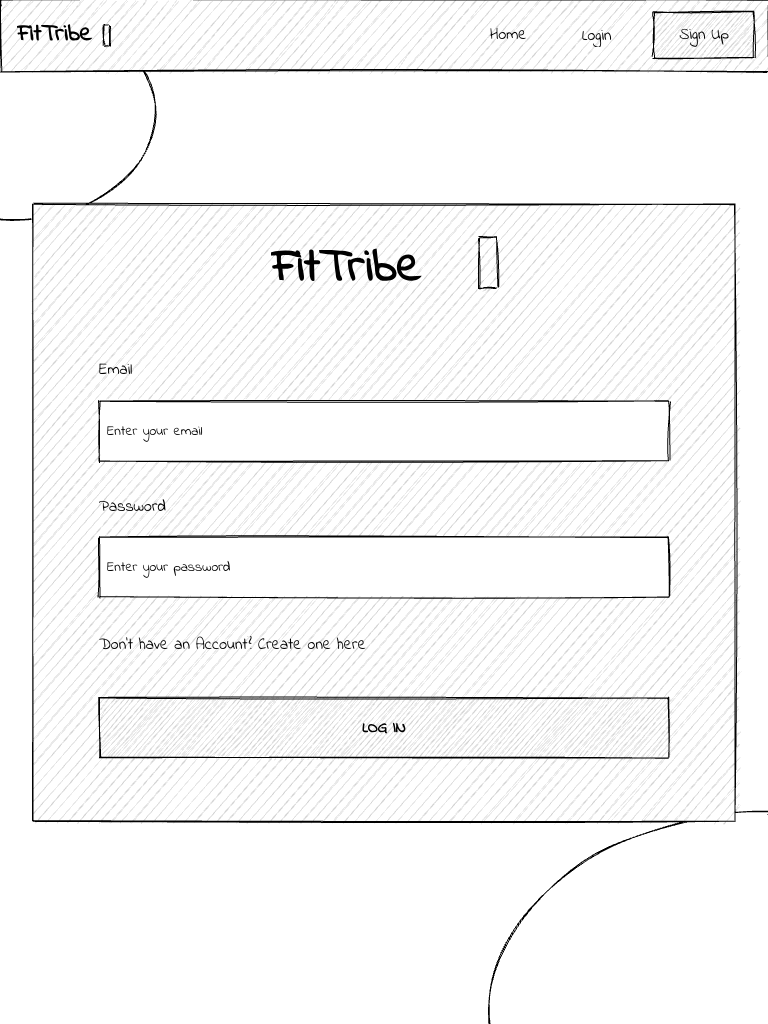 FitTribe
Home
Login
Sign Up
FitTribe
Email
Enter your email
Password
Enter your password
Don't have an Account? Create one here
LOG IN